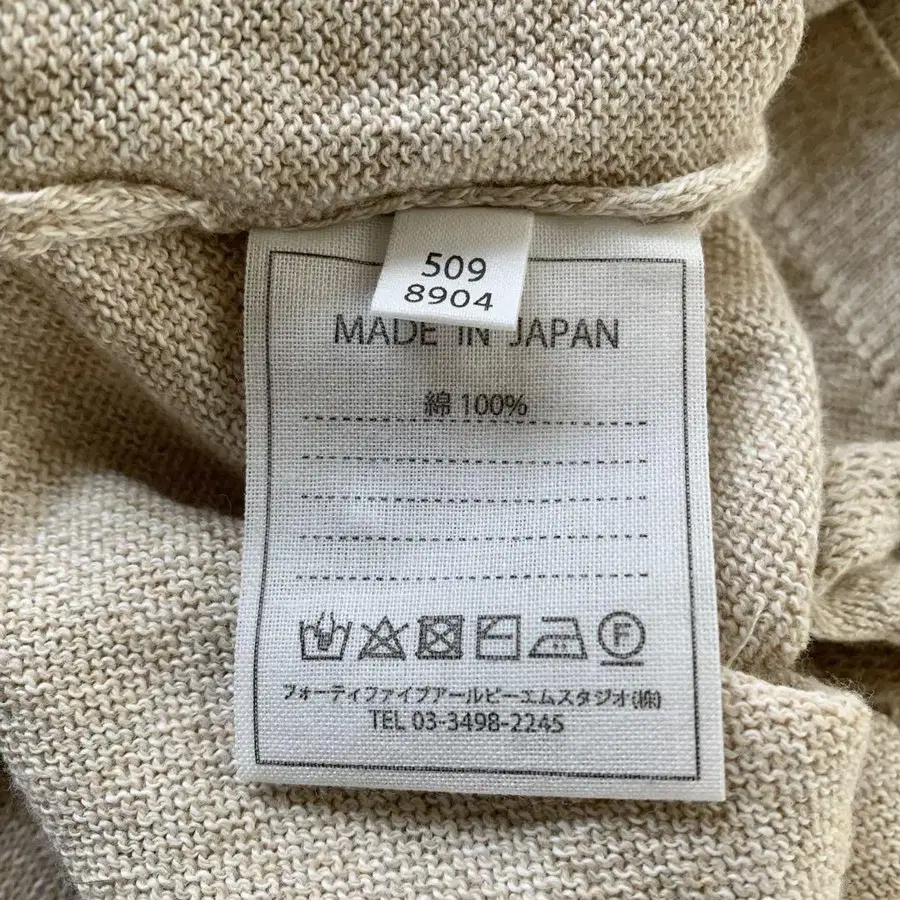 509
8904
MADE IN JAPAN
綿 100%
F
フォーティファイブアールピーエムスタジオ(株)
TEL 03-3498-2245